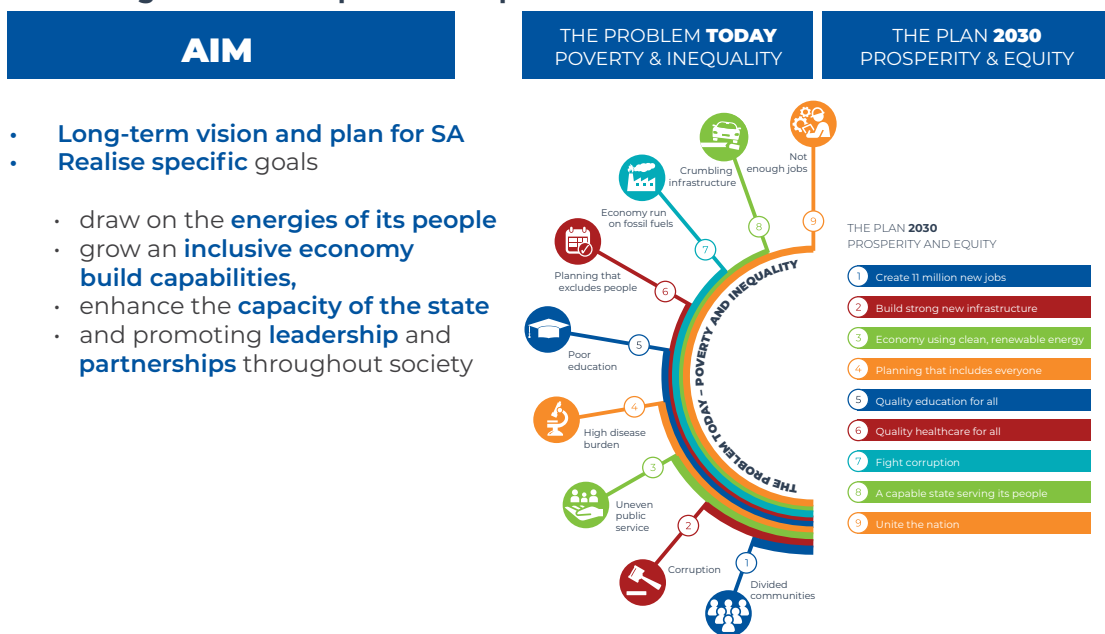 AIM
• Long-term vision and plan for SA
• Realise specific goals
• draw on the energies of its people
• grow an inclusive economy
build capabilities,
• enhance the capacity of the state
• and promoting leadership and
partnerships throughout society
THE PROBLEM TODAY
POVERTY & INEQUALITY
THE PLAN 2030
PROSPERITY & EQUITY
Not
enough jobs
9
Crumbling
infrastructure
8
Economy run
on fossil fuels
7
Planning that
excludes people
6
Poor
education
5
High disease
burden
4
Uneven
public
service
3
Corruption
2
Divided
communities
1
THE PROBLEM TODAY – POVERTY AND INEQUALITY
THE PLAN 2030
PROSPERITY AND EQUITY
1 Create 11 million new jobs
2 Build strong new infrastructure
3 Economy using clean, renewable energy
4 Planning that includes everyone
5 Quality education for all
6 Quality healthcare for all
7 Fight corruption
8 A capable state serving its people
9 Unite the nation